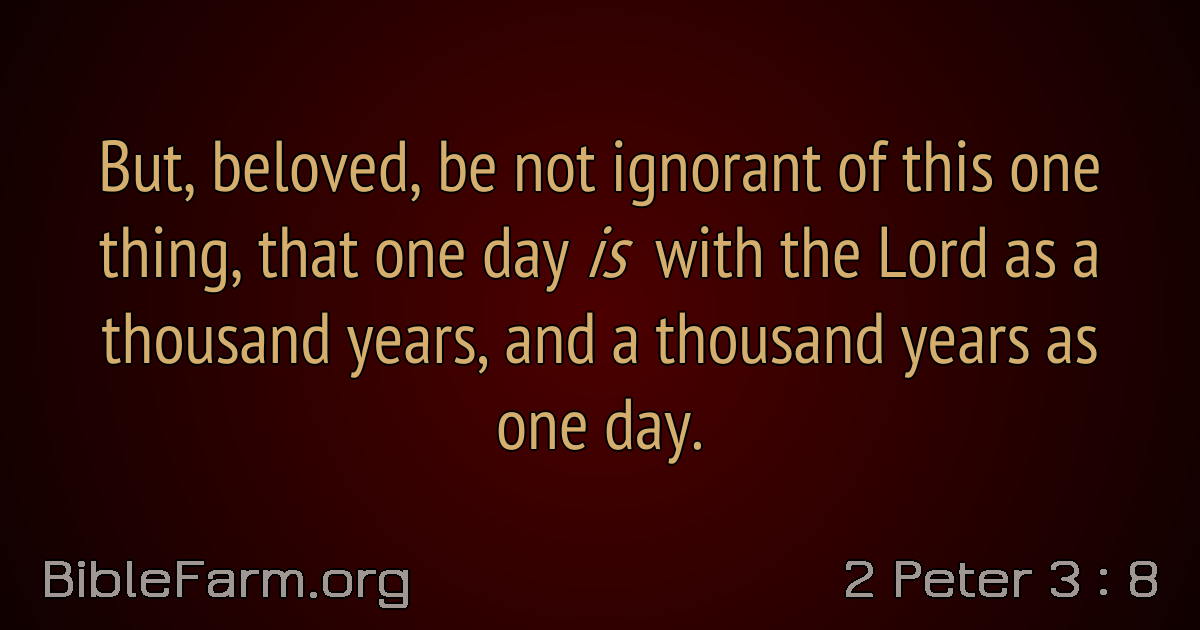 But, beloved, be not ignorant of this one
thing, that one day is with the Lord as a
thousand years, and a thousand years as
one day.
BibleFarm.org
2 Peter 3 : 8